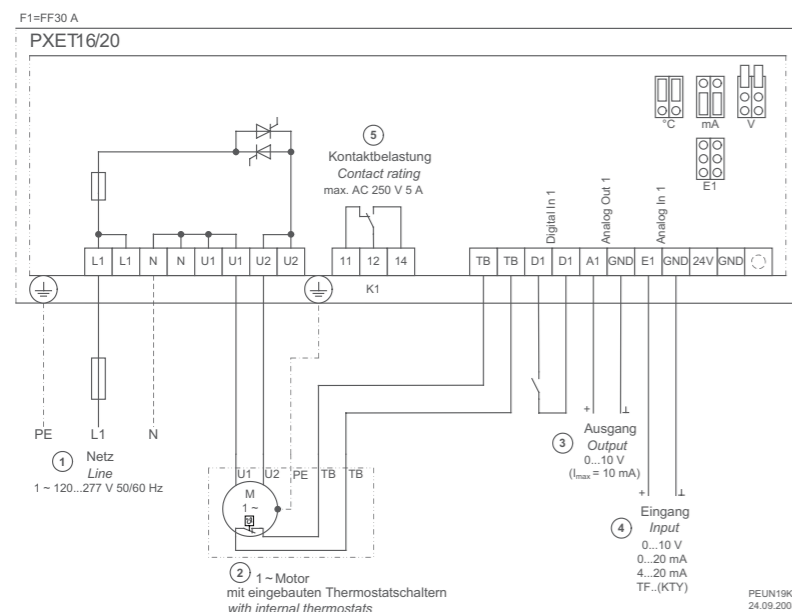 F1=FF30 A
PXET16/20
°C mA V
E1
5
Kontaktbelastung
Contact rating
max. AC 250 V 5 A
Digital In 1
Analog Out 1
Analog In 1
L1 L1 N N U1 U1 U2 U2
11 12 14
TB TB D1 D1 A1 GND E1 GND 24V GND
K1
PE L1 N
1 Netz
Line
1 ~ 120...277 V 50/60 Hz
+ ⊥
3 Ausgang
Output
0...10 V
(Imax = 10 mA)
U1 U2 PE TB TB
M
1 ~
+ ⊥
4 Eingang
Input
0...10 V
0...20 mA
4...20 mA
TF..(KTY)
2 1 ~ Motor
mit eingebauten Thermostatschaltern
with internal thermostats
PEUN19K
24.09.200